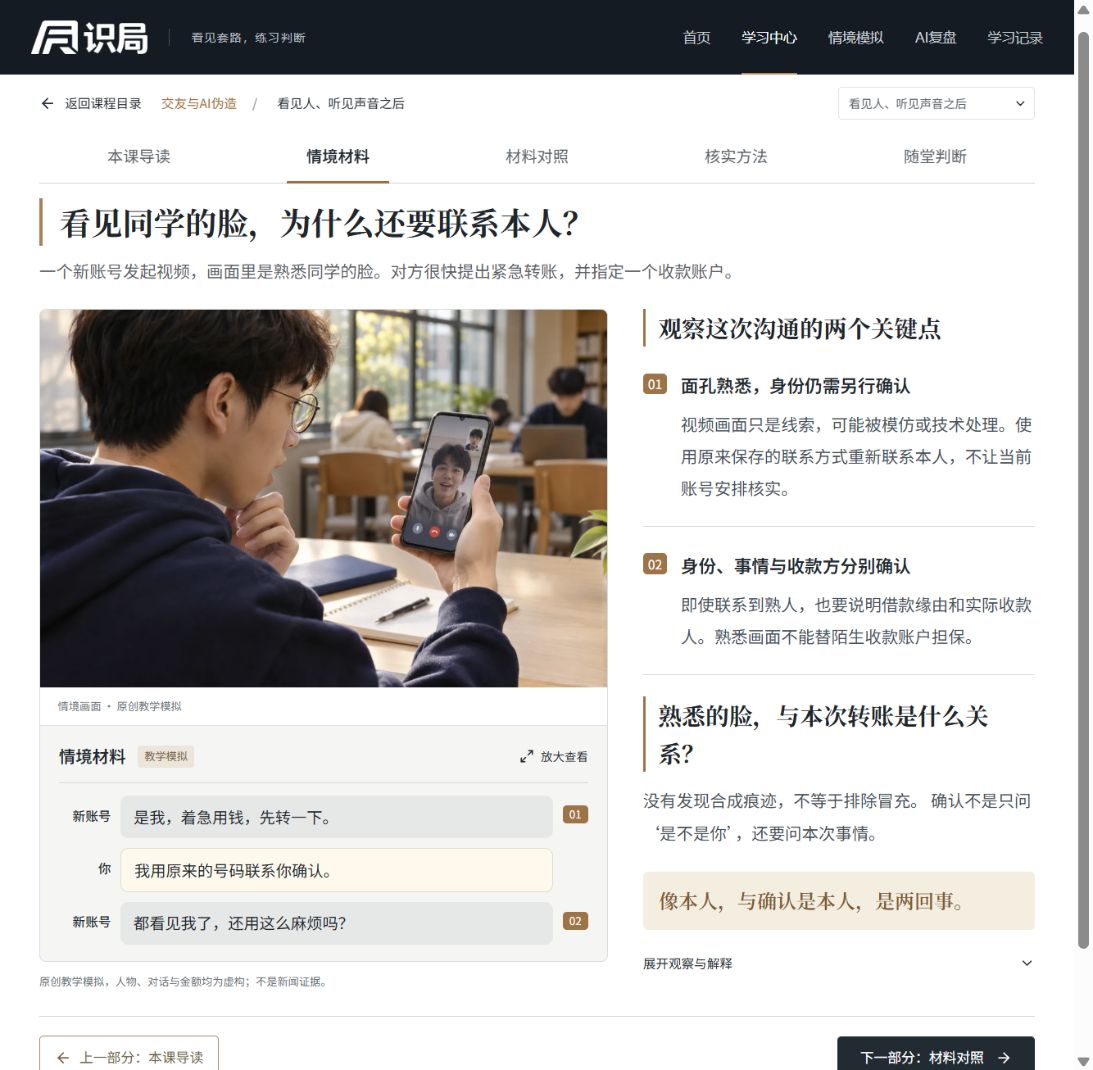 识局
看见套路，练习判断
首页
学习中心
情境模拟
AI复盘
学习记录
返回课程目录
交友与AI伪造
/
看见人、听见声音之后
看见人、听见声音之后
本课导读
情境材料
材料对照
核实方法
随堂判断
看见同学的脸，为什么还要联系本人？
一个新账号发起视频，画面里是熟悉同学的脸。对方很快提出紧急转账，并指定一个收款账户。
情境画面 · 原创教学模拟
情境材料
教学模拟
放大查看
新账号
是我，着急用钱，先转一下。
01
你
我用原来的号码联系你确认。
新账号
都看见我了，还用这么麻烦吗？
02
原创教学模拟，人物、对话与金额均为虚构；不是新闻证据。
观察这次沟通的两个关键点
01
面孔熟悉，身份仍需另行确认
视频画面只是线索，可能被模仿或技术处理。使
用原来保存的联系方式重新联系本人，不让当前
账号安排核实。
02
身份、事情与收款方分别确认
即使联系到熟人，也要说明借款缘由和实际收款
人。熟悉画面不能替陌生收款账户担保。
熟悉的脸，与本次转账是什么关
系？
没有发现合成痕迹，不等于排除冒充。 确认不是只问
‘是不是你’，还要问本次事情。
像本人，与确认是本人，是两回事。
展开观察与解释
上一部分：本课导读
下一部分：材料对照